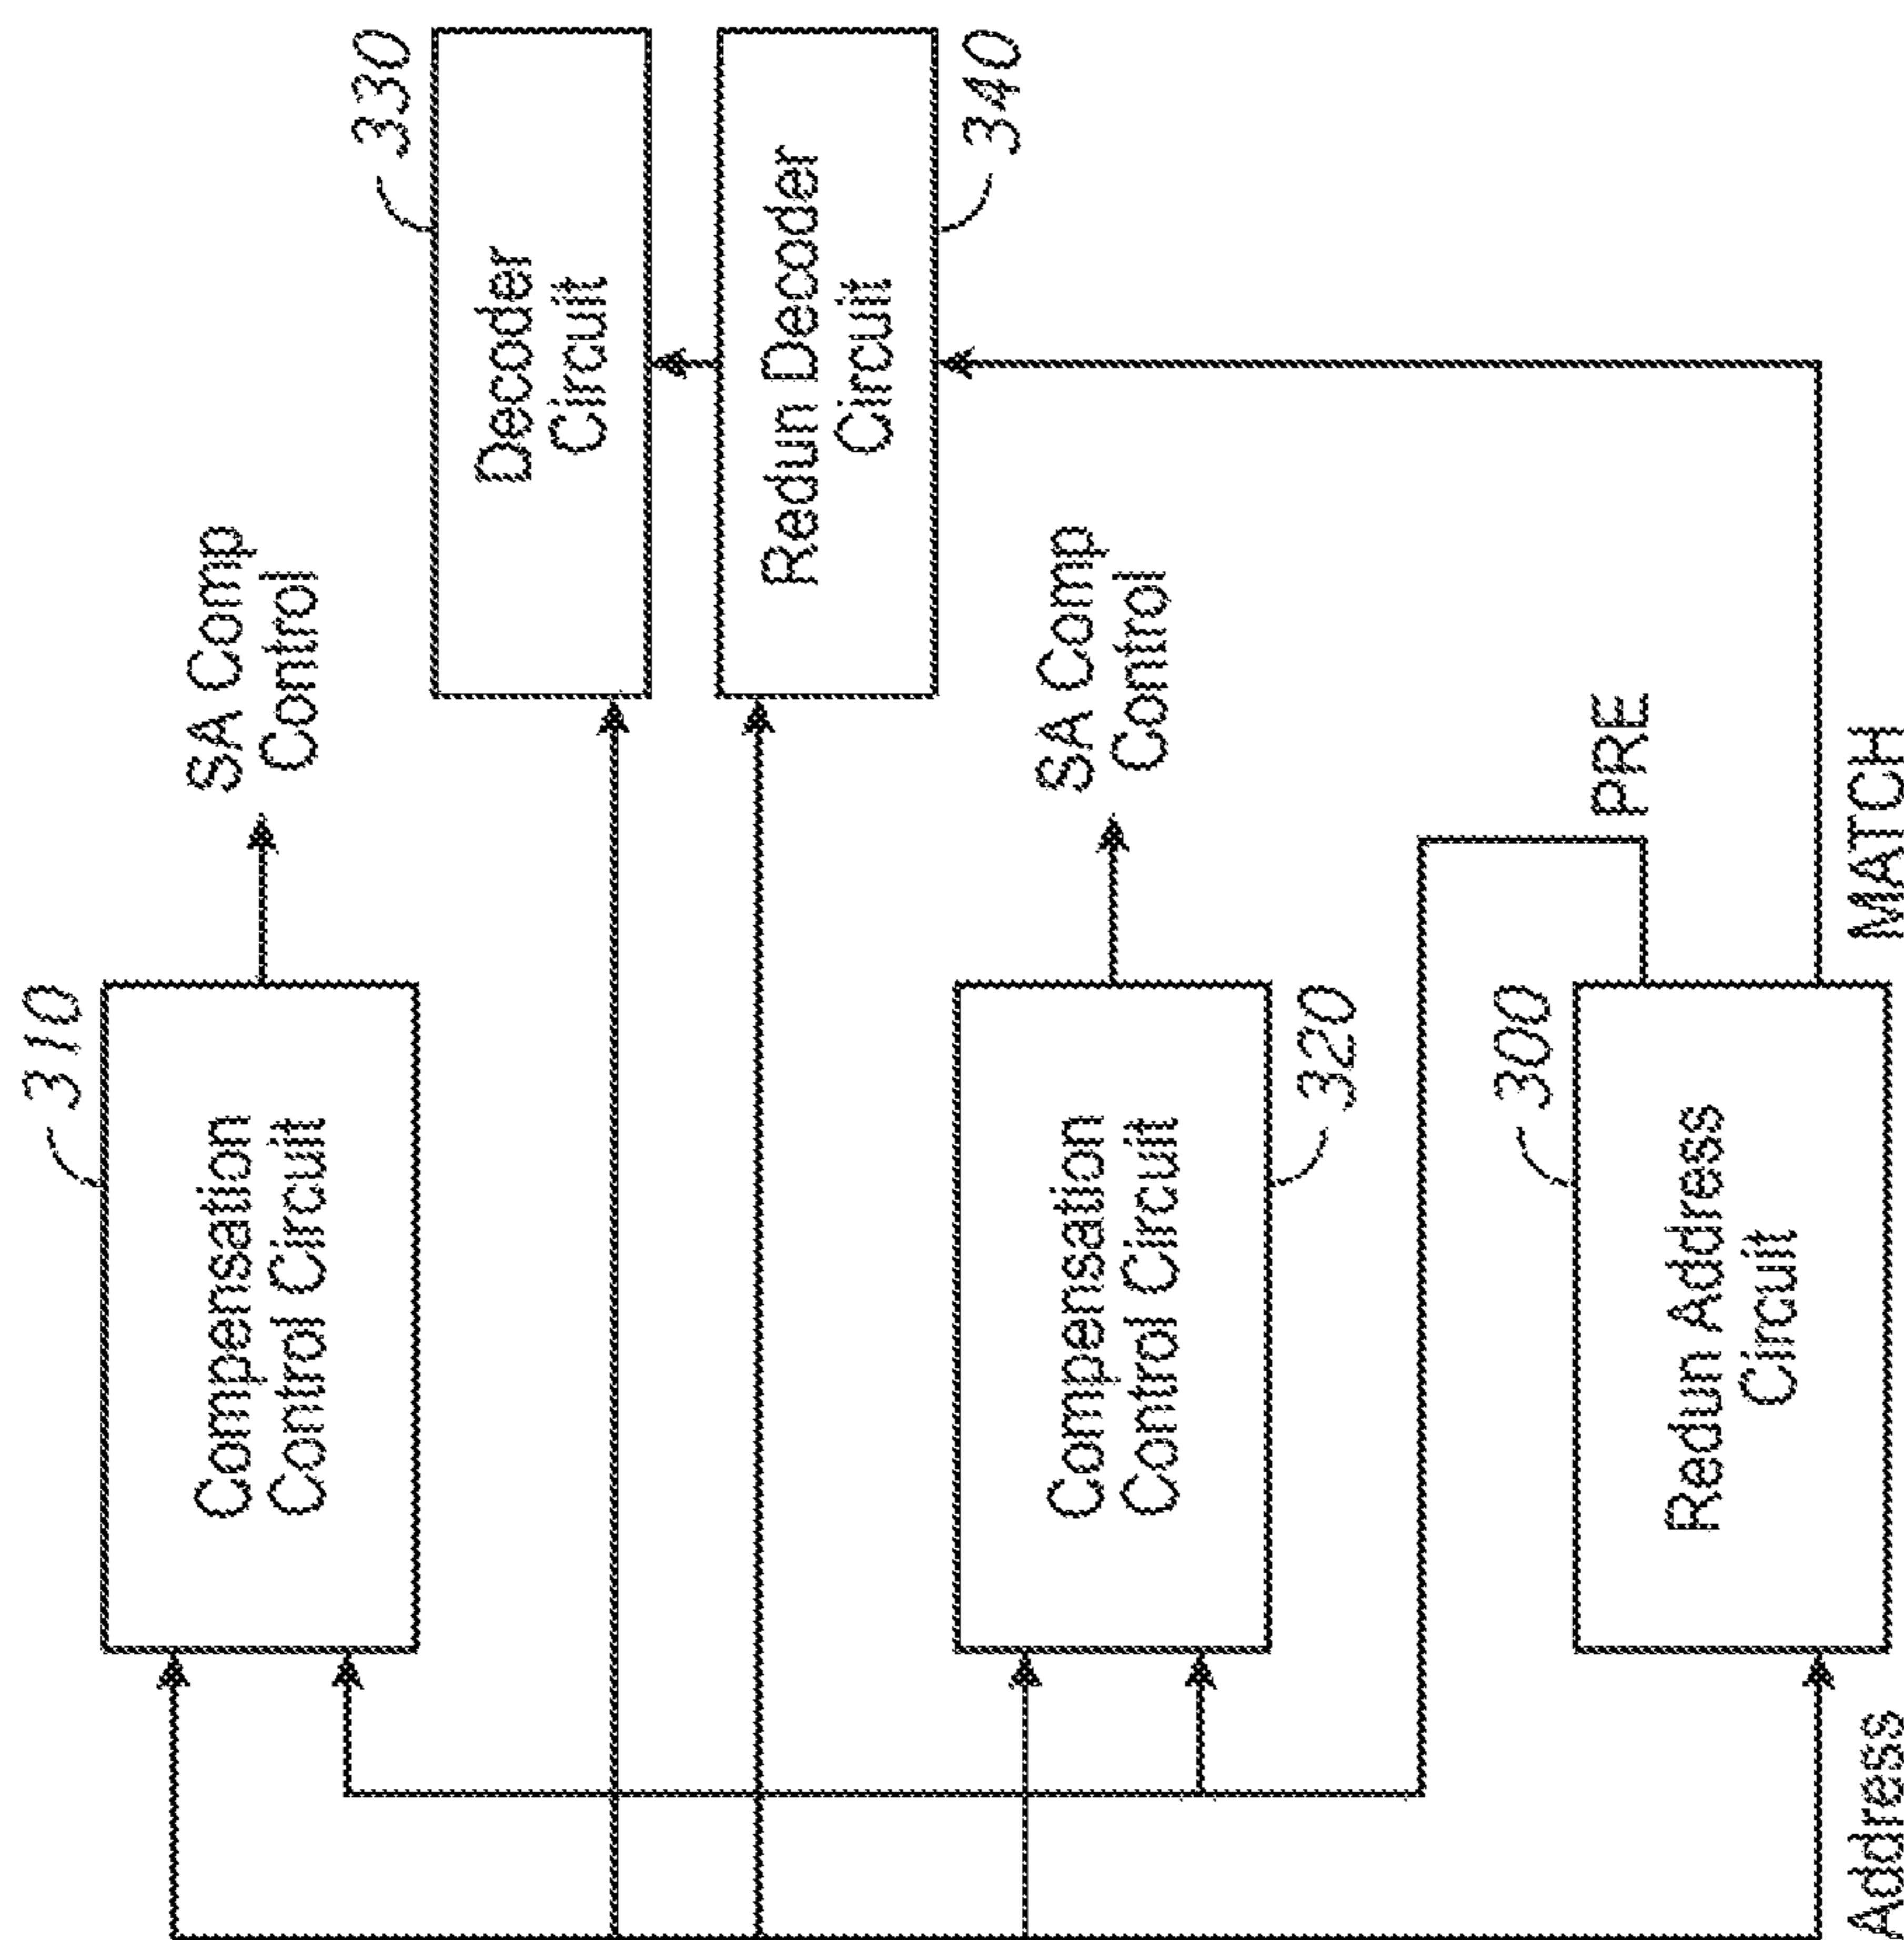 310
Compensation
Control Circuit
SA Comp
Control
330
Decoder
Circuit
Redun Decoder
Circuit
340
Compensation
Control Circuit
320
SA Comp
Control
300
Redun Address
Circuit
PRE
MATCH
Address